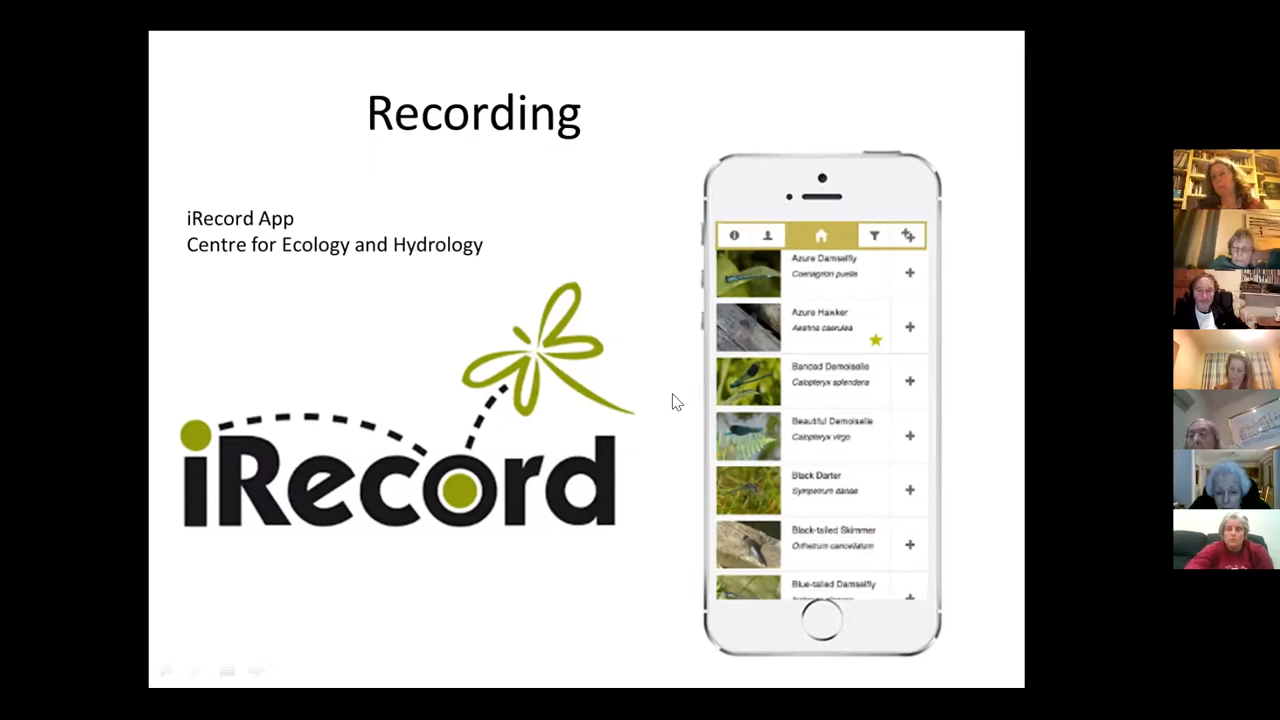 Recording
iRecord App
Centre for Ecology and Hydrology
iRecord
Azure Damselfly
Coenagrion puella
Azure Hawker
Aeshna caerulea
Banded Demoiselle
Calopteryx splendens
Beautiful Demoiselle
Calopteryx virgo
Black Darter
Sympetrum danae
Black-tailed Skimmer
Orthetrum cancellatum
Blue-tailed Damselfly